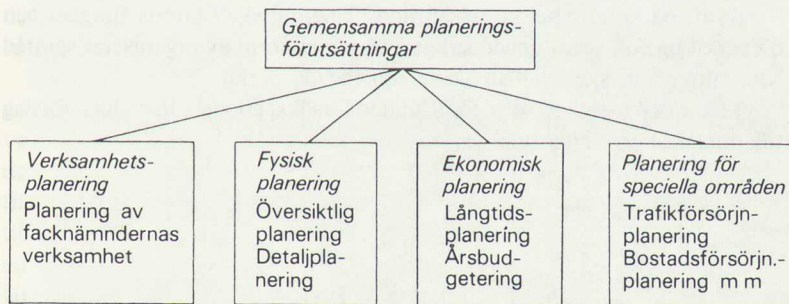 Gemensamma planerings-
förutsättningar
Verksamhets-
planering
Planering av
facknämndernas
verksamhet
Fysisk
planering
Översiktlig
planering
Detaljpla-
nering
Ekonomisk
planering
Långtids-
planering
Årsbud-
getering
Planering för
speciella områden
Trafikförsörjn-
planering
Bostadsförsörjn.-
planering m m